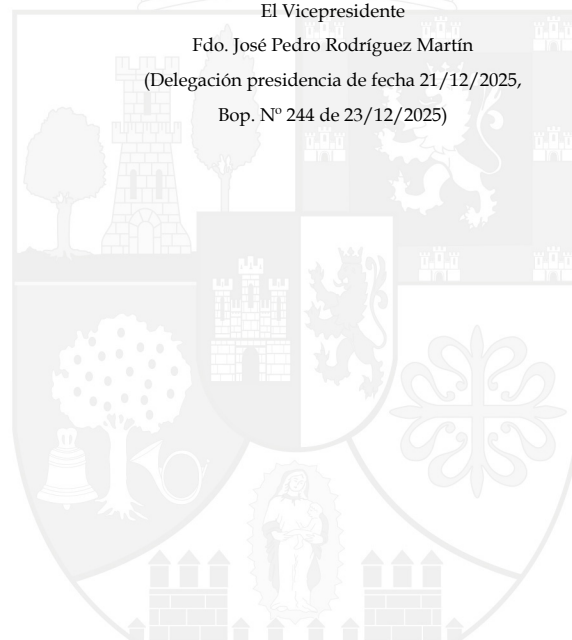 El Vicepresidente
Fdo. José Pedro Rodríguez Martín
(Delegación presidencia de fecha 21/12/2025,
Bop. Nº 244 de 23/12/2025)